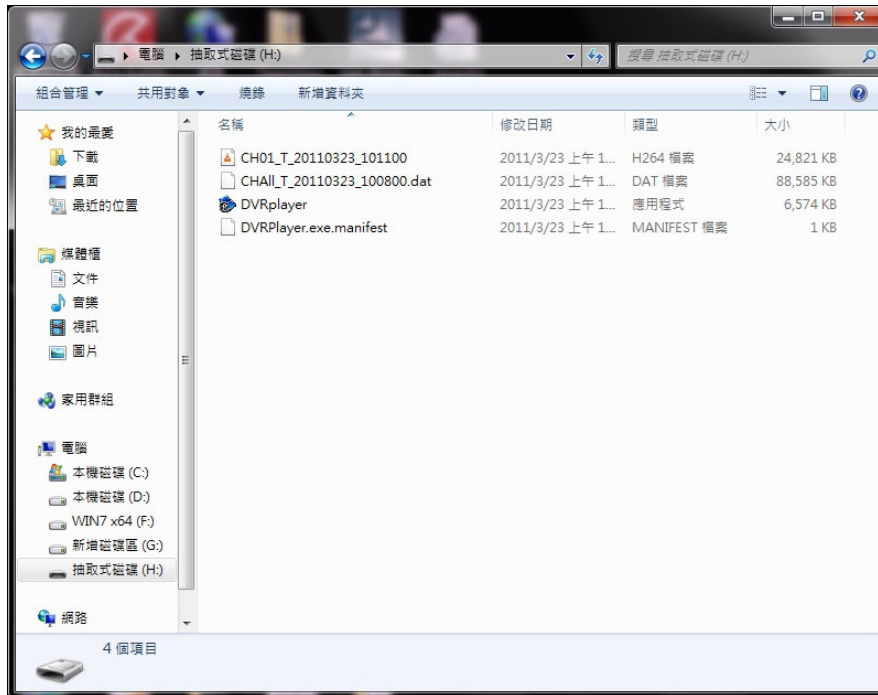 電腦 抽取式磁碟 (H:) 搜尋 抽取式磁碟 (H:)
組合管理 共用對象 燒錄 新增資料夾
我的最愛
下載
桌面
最近的位置
媒體櫃
文件
音樂
視訊
圖片
家用群組
電腦
本機磁碟 (C:)
本機磁碟 (D:)
WIN7 x64 (F:)
新增磁碟區 (G:)
抽取式磁碟 (H:)
網路
名稱 修改日期 類型 大小
CH01_T_20110323_101100 2011/3/23 上午 1... H264 檔案 24,821 KB
CHAll_T_20110323_100800.dat 2011/3/23 上午 1... DAT 檔案 88,585 KB
DVRplayer 2011/3/23 上午 1... 應用程式 6,574 KB
DVRPlayer.exe.manifest 2011/3/23 上午 1... MANIFEST 檔案 1 KB
4 個項目